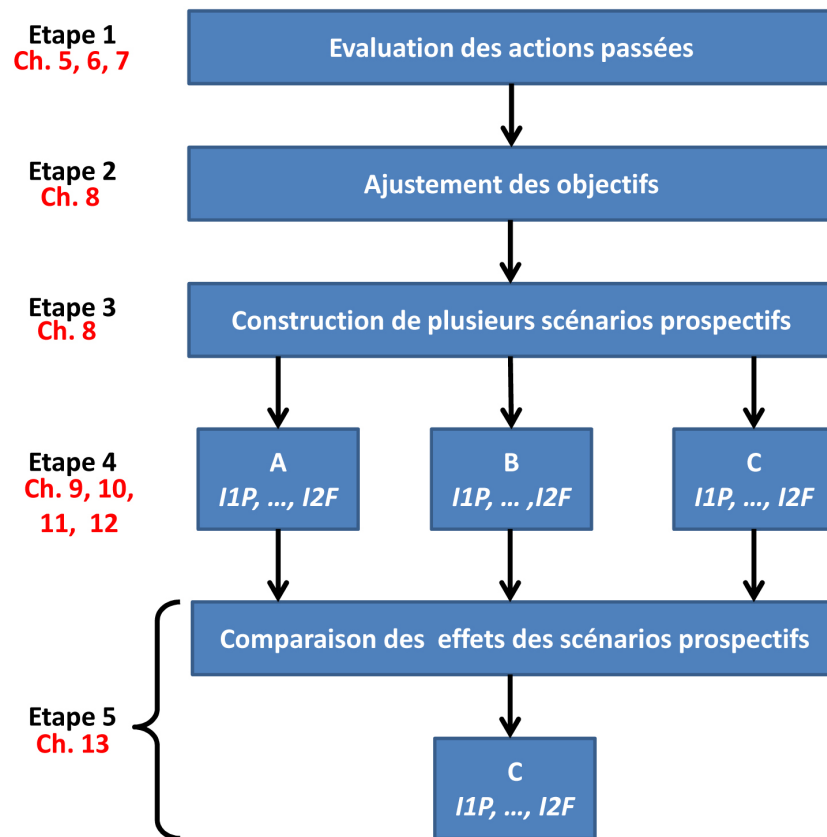 Etape 1
Ch. 5, 6, 7
Evaluation des actions passées
Etape 2
Ch. 8
Ajustement des objectifs
Etape 3
Ch. 8
Construction de plusieurs scénarios prospectifs
Etape 4
Ch. 9, 10,
11, 12
A
I1P, ..., I2F
B
I1P, ... ,I2F
C
I1P, ..., I2F
Comparaison des effets des scénarios prospectifs
Etape 5
Ch. 13
C
I1P, ..., I2F